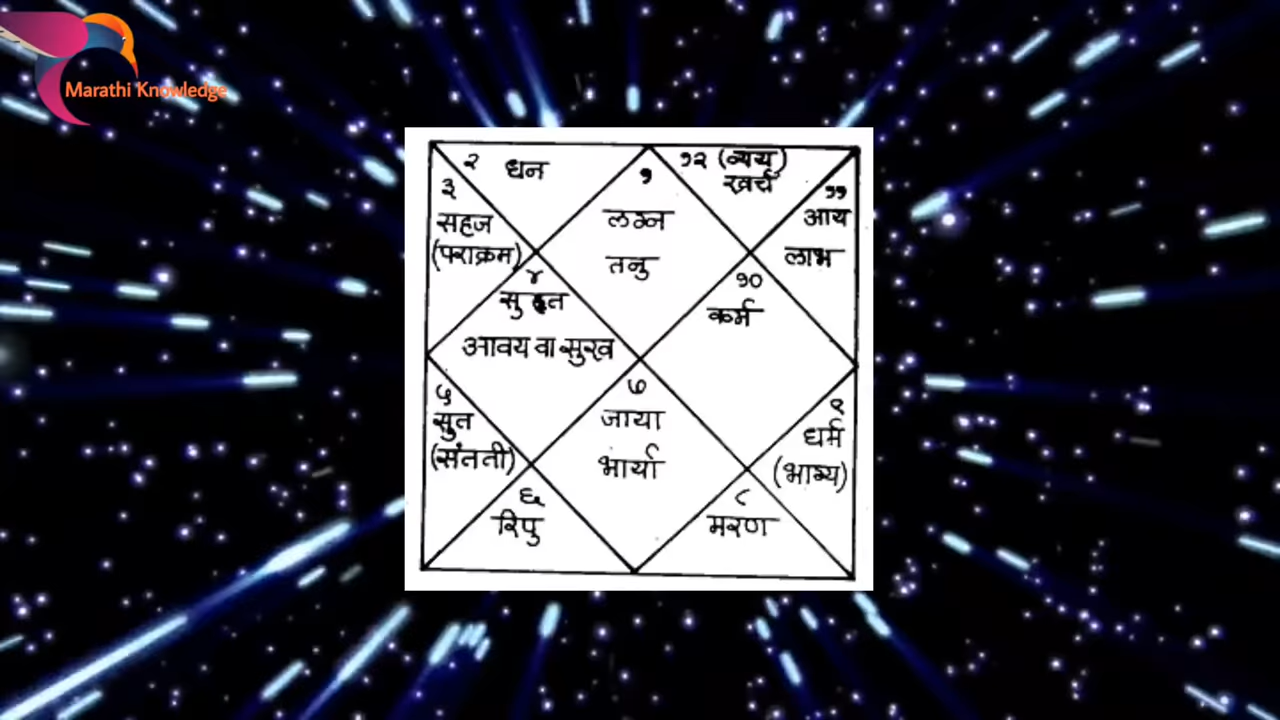 Marathi Knowledge
२ धन
१
लग्न
तनु
१२ (व्यय)
खर्च
११
आय
लाभ
३
सहज
(पराक्रम)
४
सुहृत
आवय वा सुख
१०
कर्म
५
सुत
(संतती)
७
जाया
भार्या
९
धर्म
(भाग्य)
६
रिपु
८
मरण